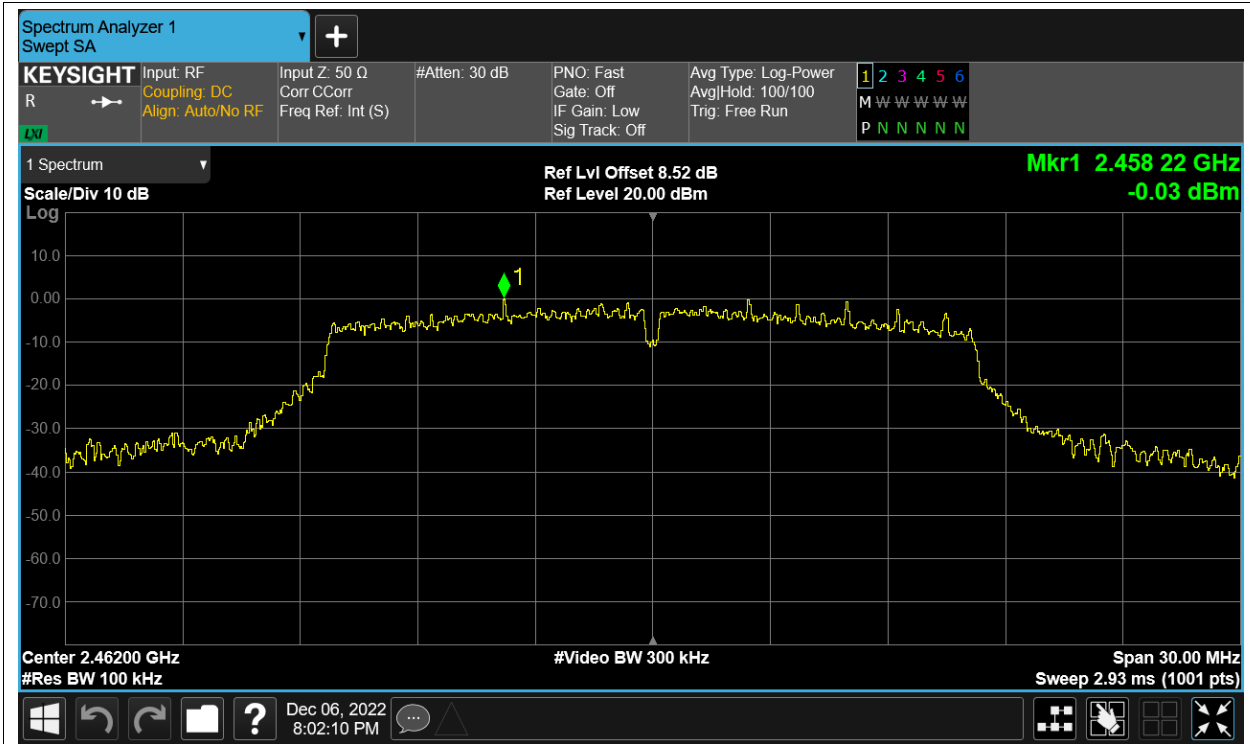 Spectrum Analyzer 1
Swept SA
KEYSIGHT
R
LXI
Input: RF
Coupling: DC
Align: Auto/No RF
Input Z: 50 Ω
Corr CCorr
Freq Ref: Int (S)
#Atten: 30 dB
PNO: Fast
Gate: Off
IF Gain: Low
Sig Track: Off
Avg Type: Log-Power
Avg|Hold: 100/100
Trig: Free Run
1 2 3 4 5 6
M W W W W W
P N N N N N
1 Spectrum
Scale/Div 10 dB
Log
Ref Lvl Offset 8.52 dB
Ref Level 20.00 dBm
Mkr1 2.458 22 GHz
-0.03 dBm
1
10.0
0.00
-10.0
-20.0
-30.0
-40.0
-50.0
-60.0
-70.0
Center 2.46200 GHz
#Res BW 100 kHz
#Video BW 300 kHz
Span 30.00 MHz
Sweep 2.93 ms (1001 pts)
?
Dec 06, 2022
8:02:10 PM